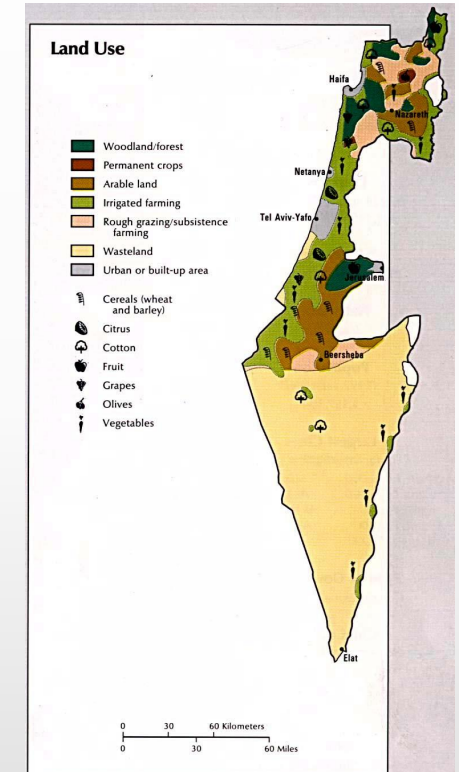 Land Use
Haifa
Nazareth
Netanya
Tel Aviv-Yafo
Jerusalem
Beersheba
Elat
Woodland/forest
Permanent crops
Arable land
Irrigated farming
Rough grazing/subsistence
farming
Wasteland
Urban or built-up area
Cereals (wheat
and barley)
Citrus
Cotton
Fruit
Grapes
Olives
Vegetables
0 30 60 Kilometers
0 30 60 Miles